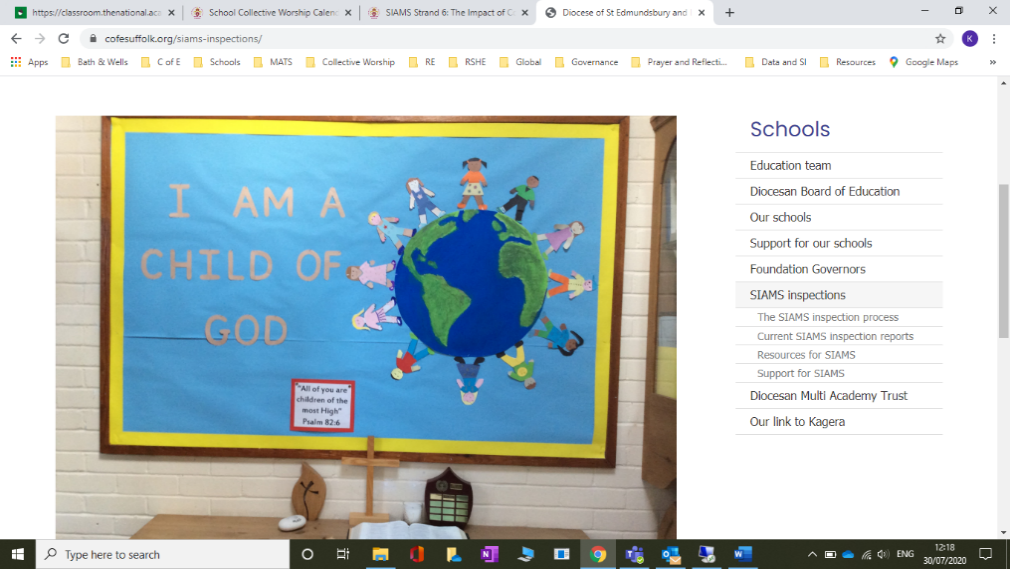 https://classroom.thenational.aca
School Collective Worship Calend
SIAMS Strand 6: The Impact of C
Diocese of St Edmundsbury and
cofesuffolk.org/siams-inspections/
K
Apps
Bath & Wells
C of E
Schools
MATS
Collective Worship
RE
RSHE
Global
Governance
Prayer and Reflecti...
Data and SI
Resources
Google Maps
»
I AM A
CHILD OF
GOD
"All of you are
children of the
most High"
Psalm 82:6
Schools
Education team
Diocesan Board of Education
Our schools
Support for our schools
Foundation Governors
SIAMS inspections
The SIAMS inspection process
Current SIAMS inspection reports
Resources for SIAMS
Support for SIAMS
Diocesan Multi Academy Trust
Our link to Kagera
Type here to search
ENG
12:18
30/07/2020